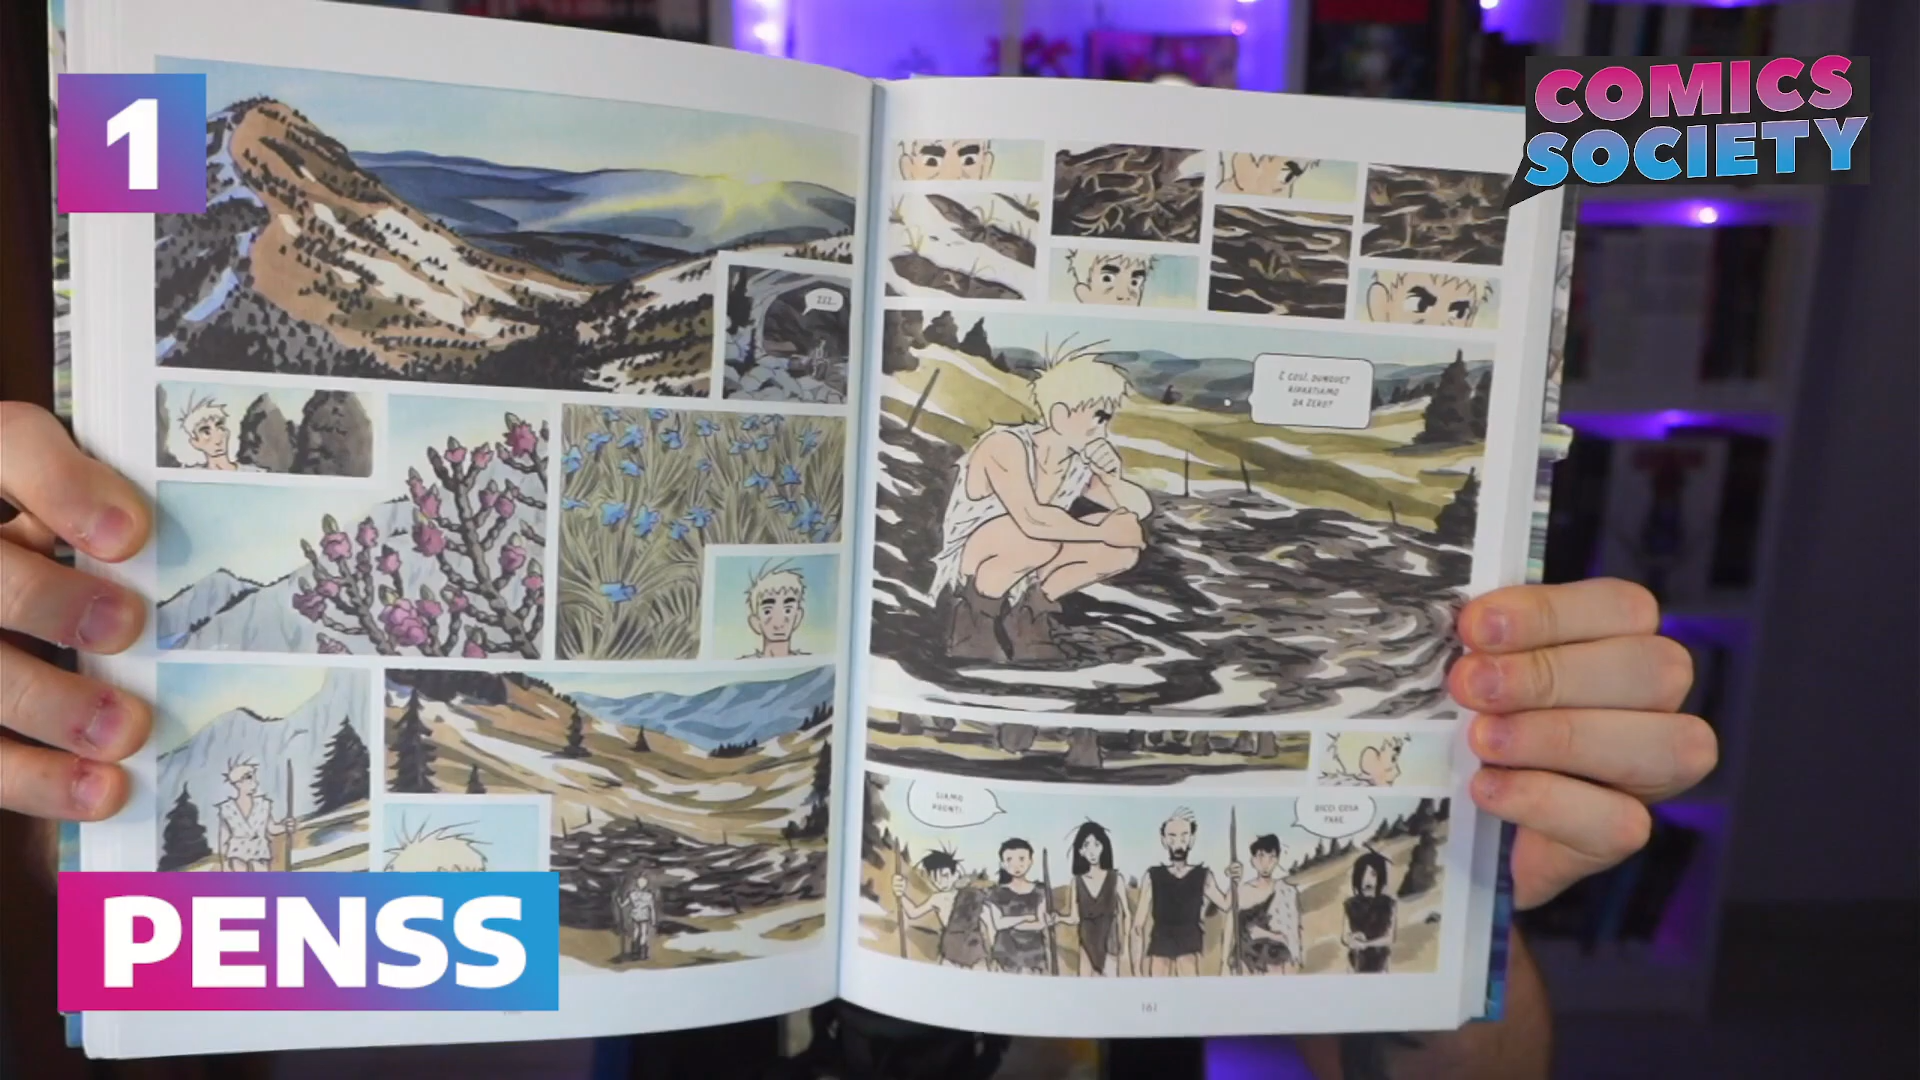 1
COMICS
SOCIETY
ZZZ...
E COSÌ, DUNQUE?
RIPARTIAMO
DA ZERO?
SIAMO
PRONTI.
DICCI COSA
FARE.
PENSS
161